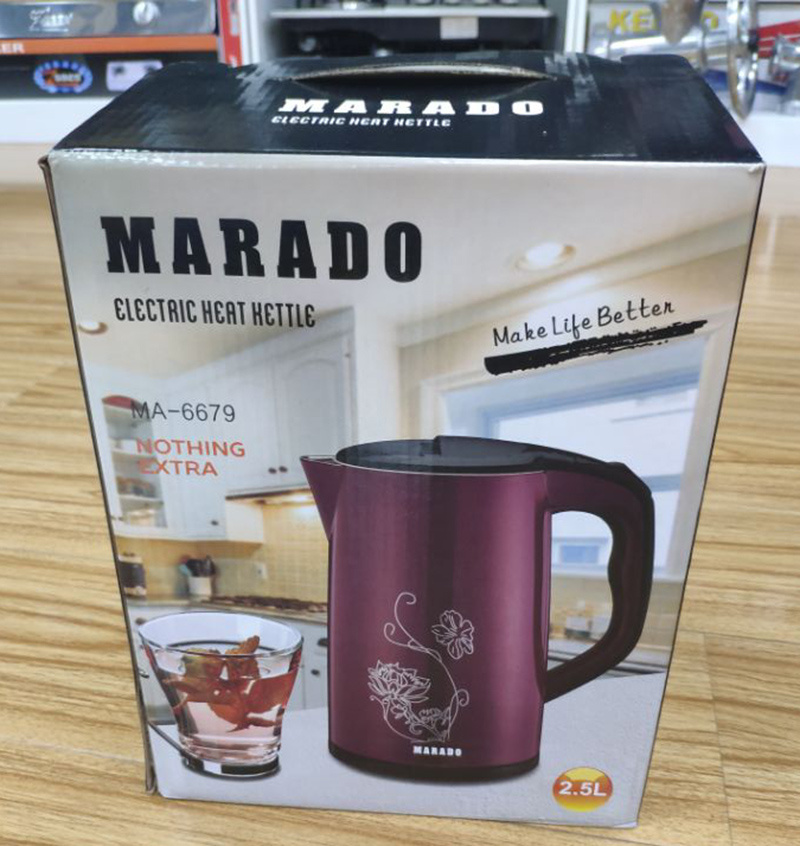 MARADO
ELECTRIC HEAT KETTLE
MARADO
ELECTRIC HEAT KETTLE
Make Life Better
MA-6679
NOTHING
EXTRA
MARADO
2.5L